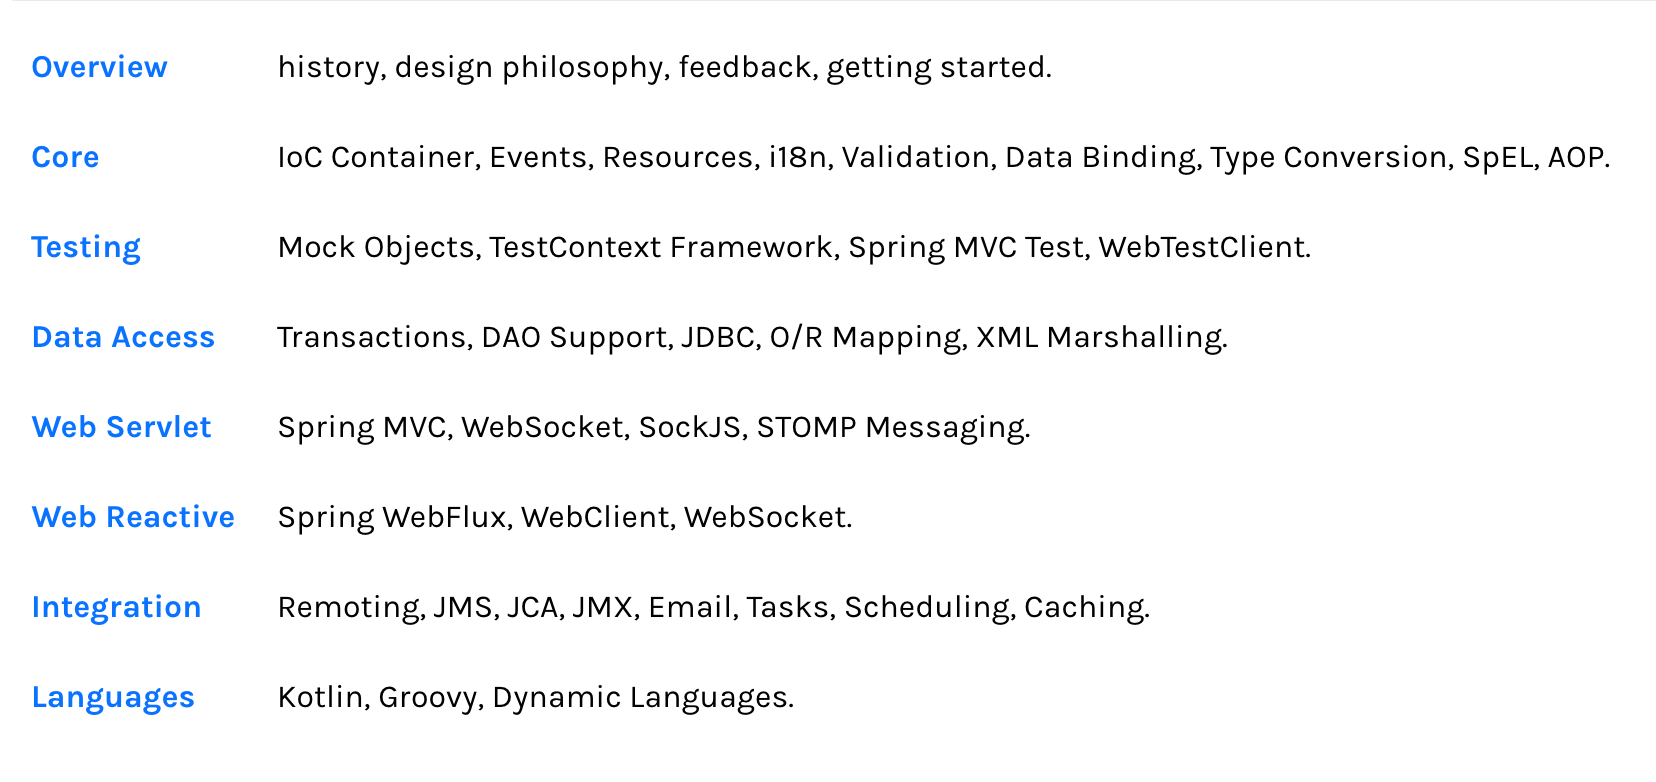 Overview history, design philosophy, feedback, getting started.
Core IoC Container, Events, Resources, i18n, Validation, Data Binding, Type Conversion, SpEL, AOP.
Testing Mock Objects, TestContext Framework, Spring MVC Test, WebTestClient.
Data Access Transactions, DAO Support, JDBC, O/R Mapping, XML Marshalling.
Web Servlet Spring MVC, WebSocket, SockJS, STOMP Messaging.
Web Reactive Spring WebFlux, WebClient, WebSocket.
Integration Remoting, JMS, JCA, JMX, Email, Tasks, Scheduling, Caching.
Languages Kotlin, Groovy, Dynamic Languages.